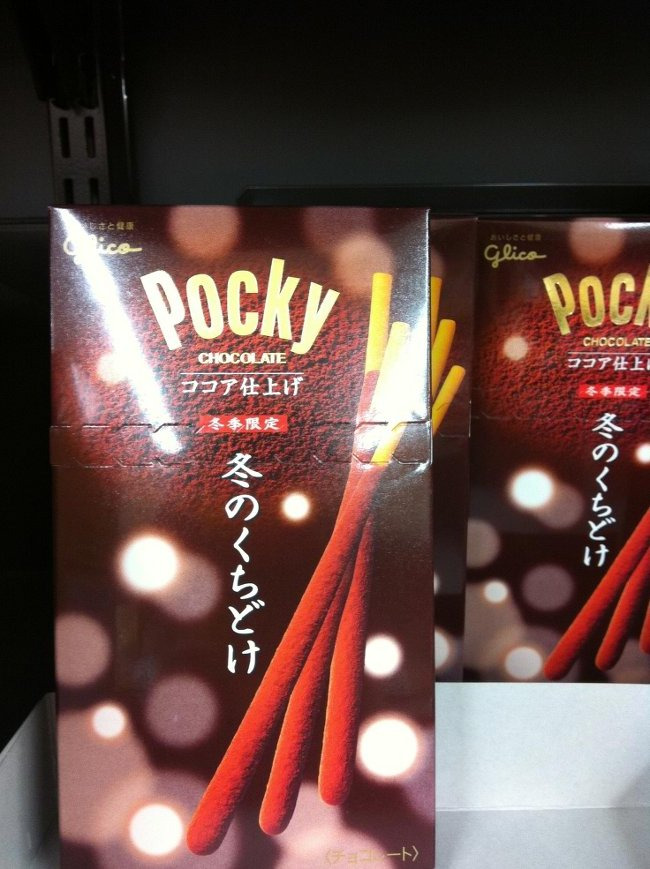 おいしさと健康
Glico
Pocky
CHOCOLATE
ココア仕上げ
冬季限定
冬のくちどけ
〈チョコレート〉
おいしさと健康
Glico
Pock
CHOCOLATE
ココア仕上げ
冬季限定
冬のくちどけ